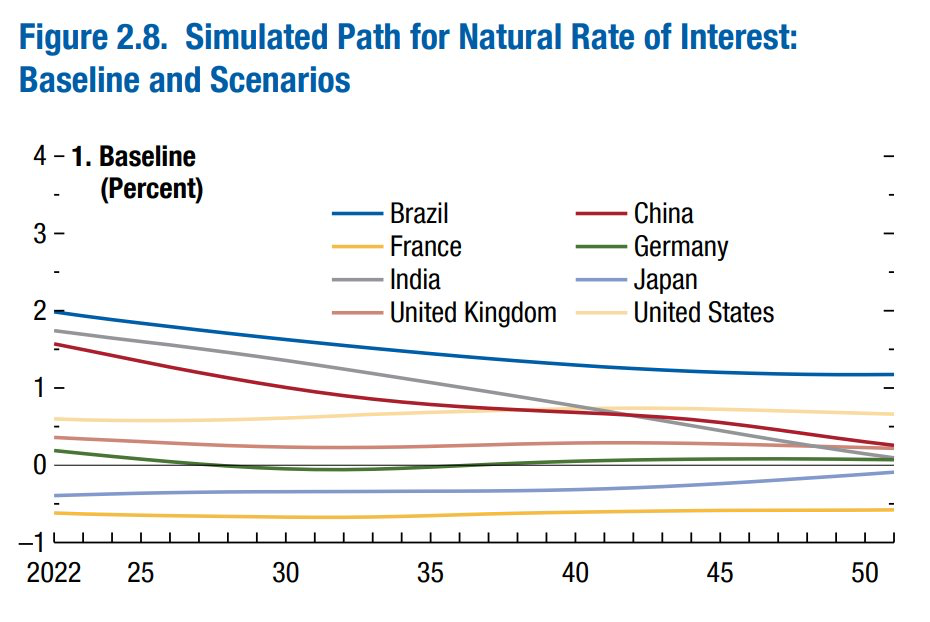 Figure 2.8. Simulated Path for Natural Rate of Interest:
Baseline and Scenarios
4
1. Baseline
(Percent)
Brazil
China
3
France
Germany
India
Japan
2
United Kingdom
United States
1
0
–1
2022 25 30 35 40 45 50